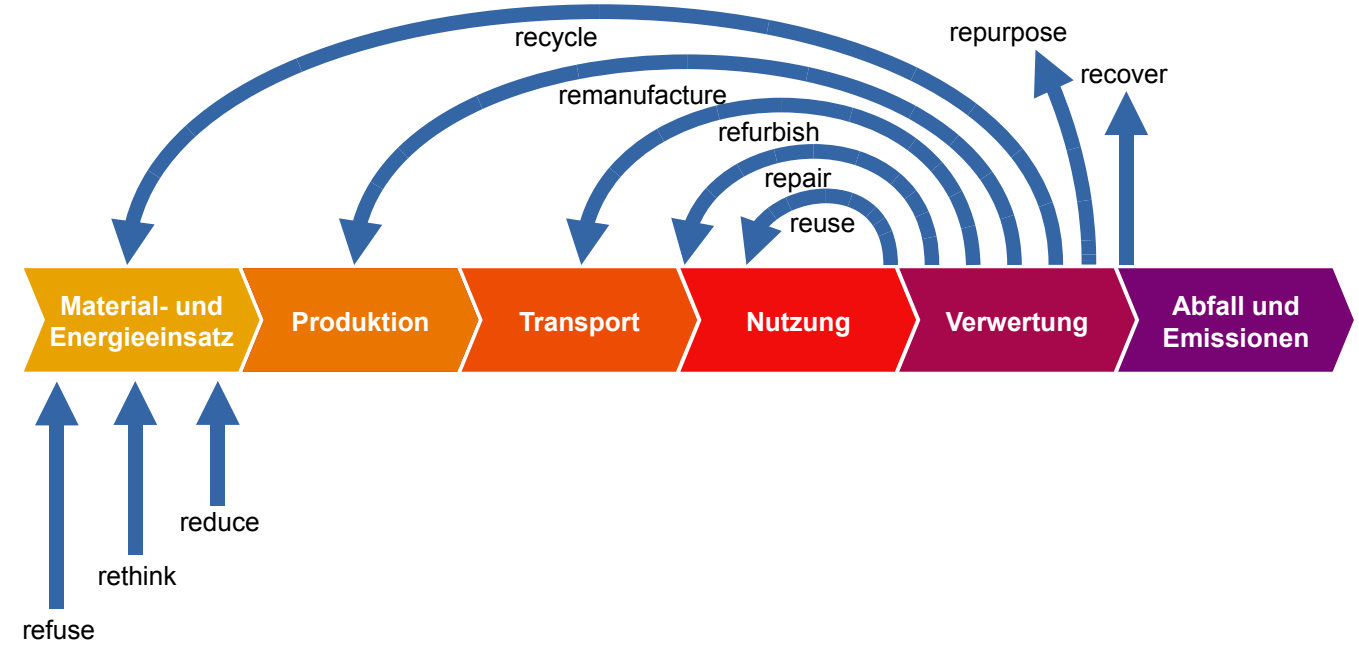 repurpose
recycle
recover
remanufacture
refurbish
repair
reuse
Material- und
Energieeinsatz
Produktion
Transport
Nutzung
Verwertung
Abfall und
Emissionen
reduce
rethink
refuse